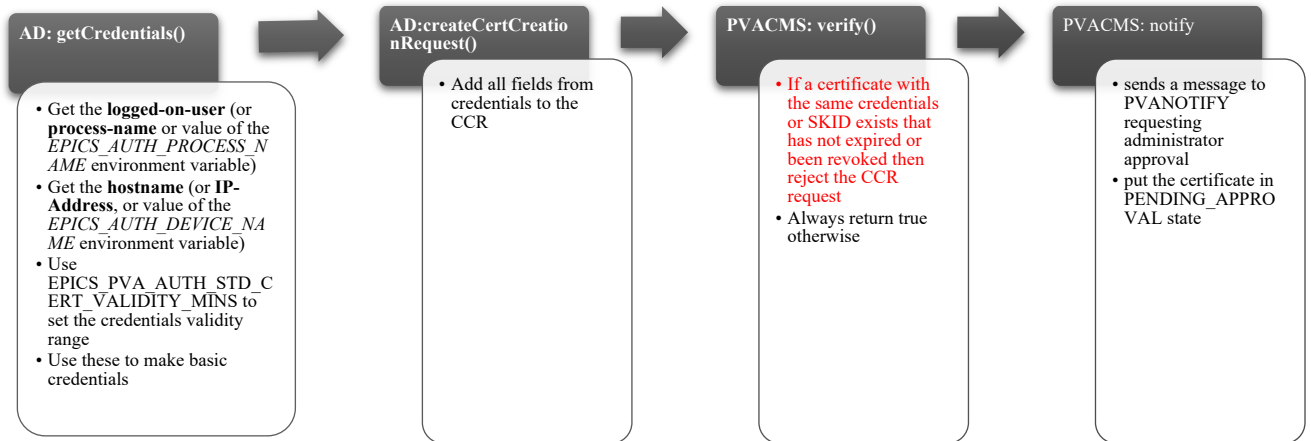 AD: getCredentials()
• Get the logged-on-user (or
process-name or value of the
EPICS_AUTH_PROCESS_N
AME environment variable)
• Get the hostname (or IP-
Address, or value of the
EPICS_AUTH_DEVICE_NA
ME environment variable)
• Use
EPICS_PVA_AUTH_STD_C
ERT_VALIDITY_MINS to
set the credentials validity
range
• Use these to make basic
credentials
AD:createCertCreatio
nRequest()
• Add all fields from
credentials to the
CCR
PVACMS: verify()
• If a certificate with
the same credentials
or SKID exists that
has not expired or
been revoked then
reject the CCR
request
• Always return true
otherwise
PVACMS: notify
• sends a message to
PVANOTIFY
requesting
administrator
approval
• put the certificate in
PENDING_APPRO
VAL state